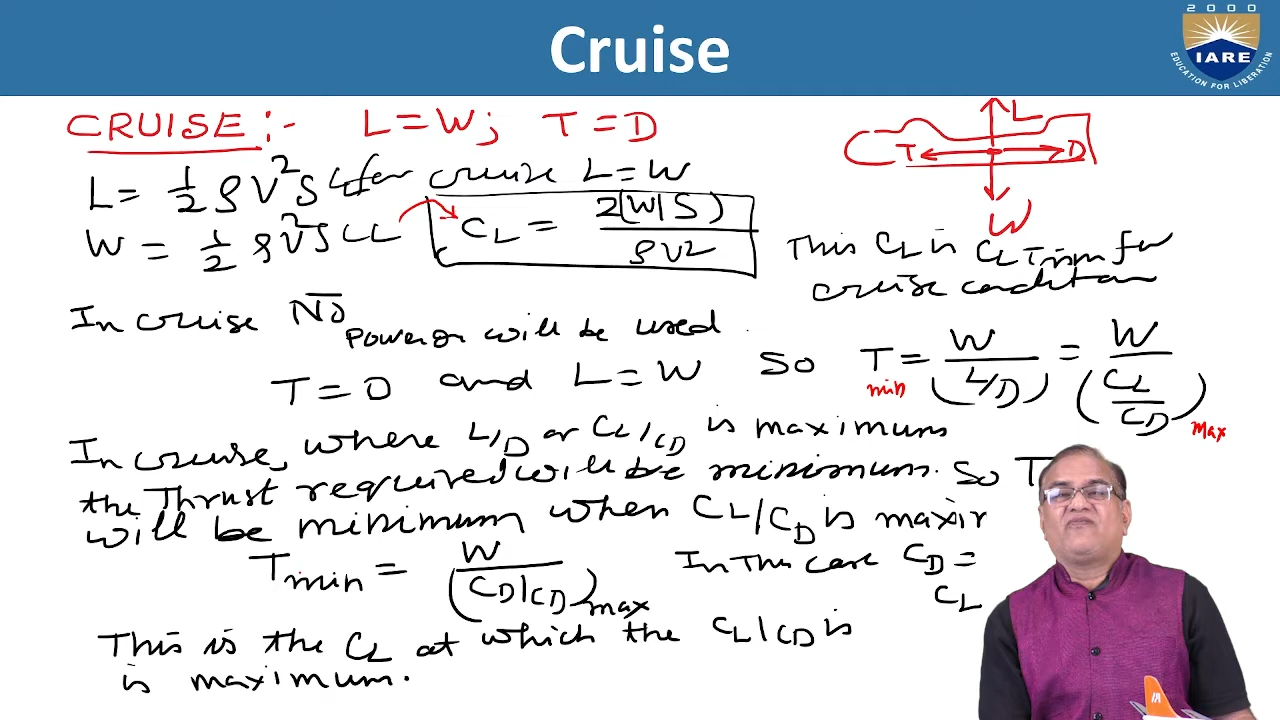 Cruise
2000
IARE
EDUCATION FOR LIBERATION
CRUISE:- L=W; T=D
L
T D
W
L= 1/2 ρV²S CL for cruise L=W
W = 1/2 ρV²S CL CL = 2(W/S) / ρV²
This CL is CL Trim for
cruise condition
In cruise No power will be used
T=D and L=W So Tmin = W/(L/D) = W/(CL/CD)max
In cruise, where L/D or CL/CD is maximum
the Thrust required will be minimum. So T
will be minimum when CL/CD is maxi
Tmin = W/(CD/CD)max In this case CD =
CL
This is the CL at which the CL/CD is
is maximum.